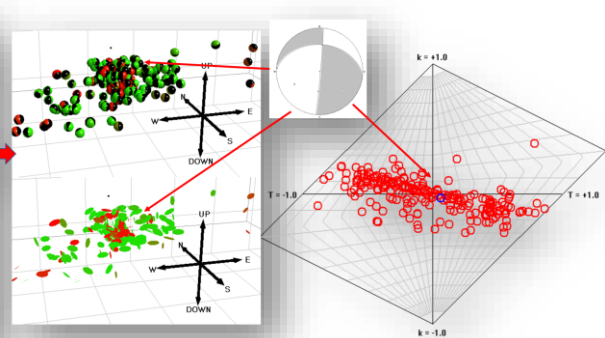 UP
N
E
W
S
DOWN
UP
N
E
W
S
DOWN
k = +1.0
T = -1.0
T = +1.0
k = -1.0